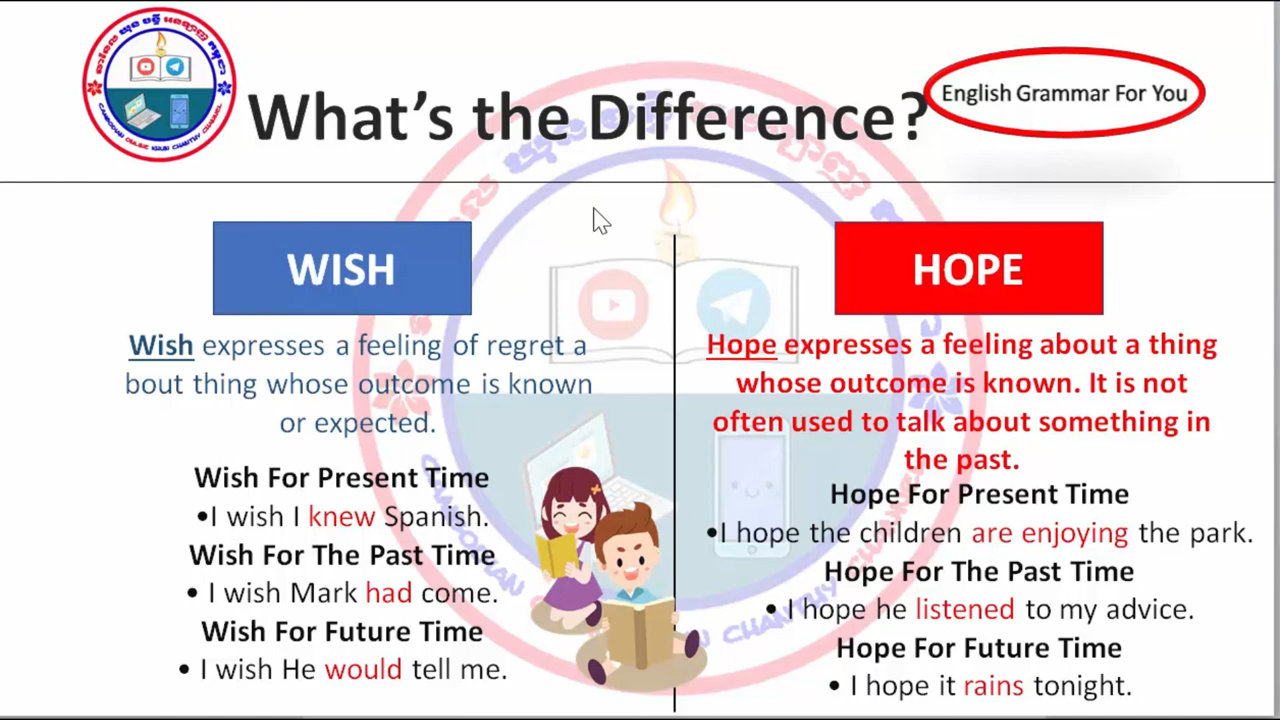 What's the Difference?
English Grammar For You
WISH
Wish expresses a feeling of regret a
bout thing whose outcome is known
or expected.
Wish For Present Time
•I wish I knew Spanish.
Wish For The Past Time
• I wish Mark had come.
Wish For Future Time
• I wish He would tell me.
HOPE
Hope expresses a feeling about a thing
whose outcome is known. It is not
often used to talk about something in
the past.
Hope For Present Time
•I hope the children are enjoying the park.
Hope For The Past Time
• I hope he listened to my advice.
Hope For Future Time
• I hope it rains tonight.